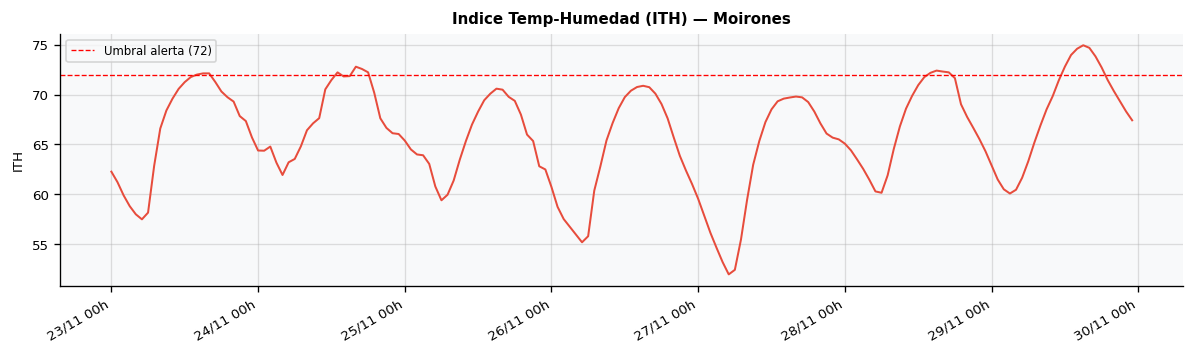 Indice Temp-Humedad (ITH) — Moirones
Umbral alerta (72)
ITH
75
70
65
60
55
23/11 00h
24/11 00h
25/11 00h
26/11 00h
27/11 00h
28/11 00h
29/11 00h
30/11 00h